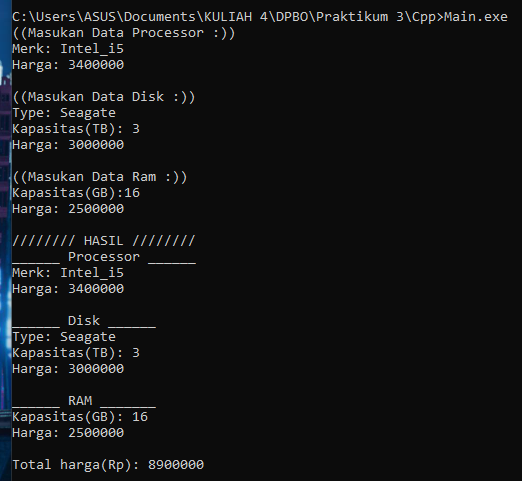 C:\Users\ASUS\Documents\KULIAH 4\DPBO\Praktikum 3\Cpp>Main.exe
((Masukan Data Processor :))
Merk: Intel_i5
Harga: 3400000
((Masukan Data Disk :))
Type: Seagate
Kapasitas(TB): 3
Harga: 3000000
((Masukan Data Ram :))
Kapasitas(GB):16
Harga: 2500000
//////// HASIL ////////
______ Processor ______
Merk: Intel_i5
Harga: 3400000
______ Disk ______
Type: Seagate
Kapasitas(TB): 3
Harga: 3000000
______ RAM _______
Kapasitas(GB): 16
Harga: 2500000
Total harga(Rp): 8900000